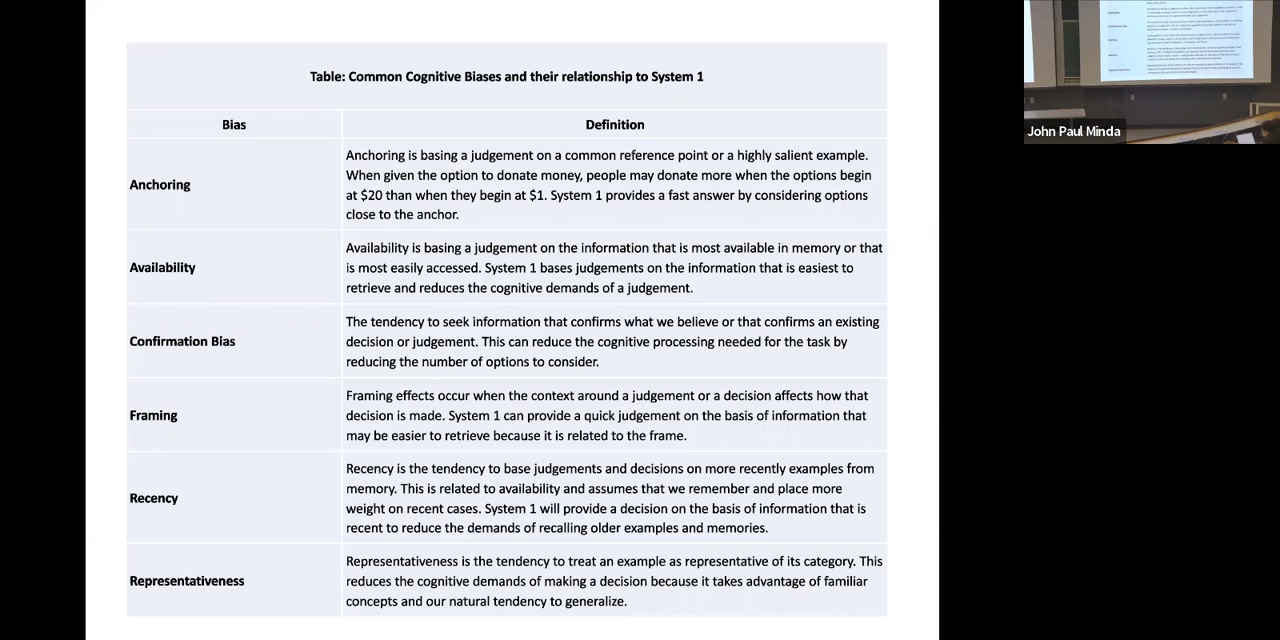 Table: Common Cognitive Biases and their relationship to System 1
Bias
Definition
Anchoring
Anchoring is basing a judgement on a common reference point or a highly salient example.
When given the option to donate money, people may donate more when the options begin
at $20 than when they begin at $1. System 1 provides a fast answer by considering options
close to the anchor.
Availability
Availability is basing a judgement on the information that is most available in memory or that
is most easily accessed. System 1 bases judgements on the information that is easiest to
retrieve and reduces the cognitive demands of a judgement.
Confirmation Bias
The tendency to seek information that confirms what we believe or that confirms an existing
decision or judgement. This can reduce the cognitive processing needed for the task by
reducing the number of options to consider.
Framing
Framing effects occur when the context around a judgement or a decision affects how that
decision is made. System 1 can provide a quick judgement on the basis of information that
may be easier to retrieve because it is related to the frame.
Recency
Recency is the tendency to base judgements and decisions on more recently examples from
memory. This is related to availability and assumes that we remember and place more
weight on recent cases. System 1 will provide a decision on the basis of information that is
recent to reduce the demands of recalling older examples and memories.
Representativeness
Representativeness is the tendency to treat an example as representative of its category. This
reduces the cognitive demands of making a decision because it takes advantage of familiar
concepts and our natural tendency to generalize.
John Paul Minda